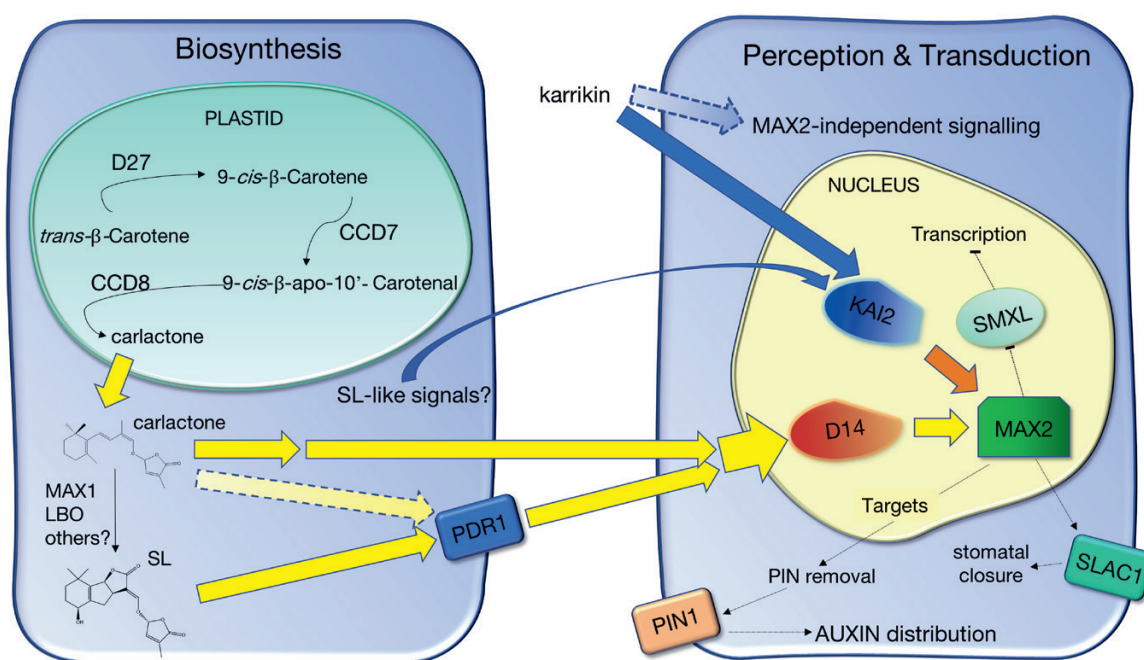 Biosynthesis
PLASTID
D27
9-cis-β-Carotene
trans-β-Carotene
CCD7
CCD8
9-cis-β-apo-10’- Carotenal
carlactone
SL-like signals?
carlactone
MAX1
LBO
others?
SL
OH
PDR1
Perception & Transduction
karrikin
MAX2-independent signalling
NUCLEUS
Transcription
KAI2
SMXL
D14
MAX2
Targets
PIN removal
stomatal
closure
SLAC1
PIN1
AUXIN distribution